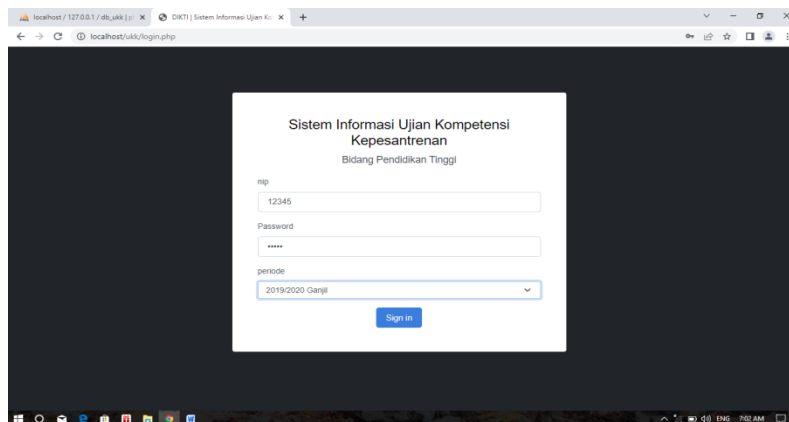 localhost / 127.0.0.1 / db_ukk | p
DIKTI | Sistem Informasi Ujian Ko
localhost/ukk/login.php
Sistem Informasi Ujian Kompetensi
Kepesantrenan
Bidang Pendidikan Tinggi
nip
12345
Password
•••••
periode
2019/2020 Ganjil
Sign in
ENG 7:02 AM